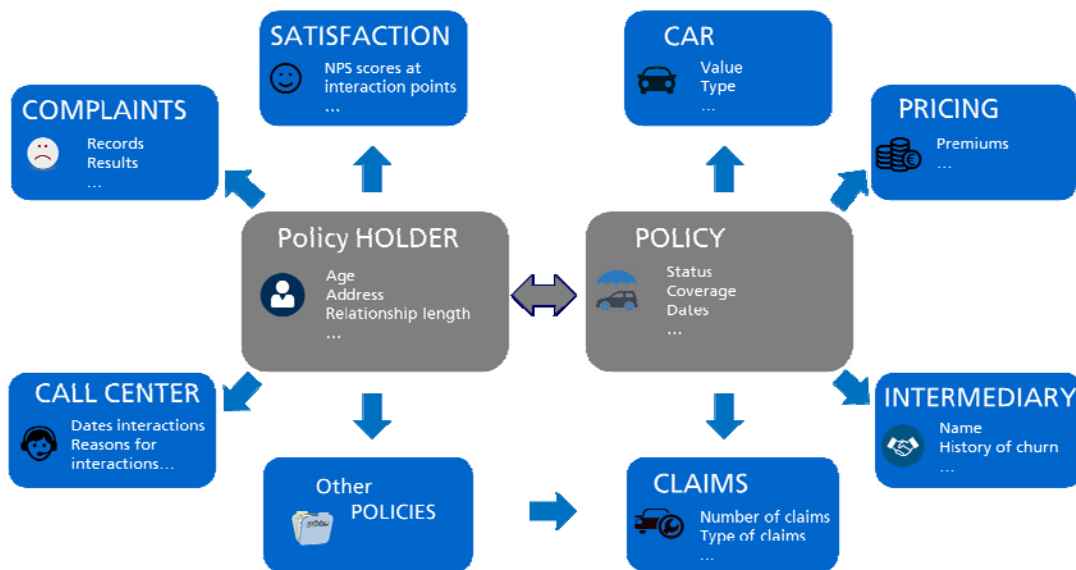 SATISFACTION
NPS scores at
interaction points
...
CAR
Value
Type
...
COMPLAINTS
Records
Results
...
PRICING
Premiums
...
Policy HOLDER
Age
Address
Relationship length
...
POLICY
Status
Coverage
Dates
...
CALL CENTER
Dates interactions
Reasons for
interactions...
INTERMEDIARY
Name
History of churn
...
Other
POLICIES
CLAIMS
Number of claims
Type of claims
...